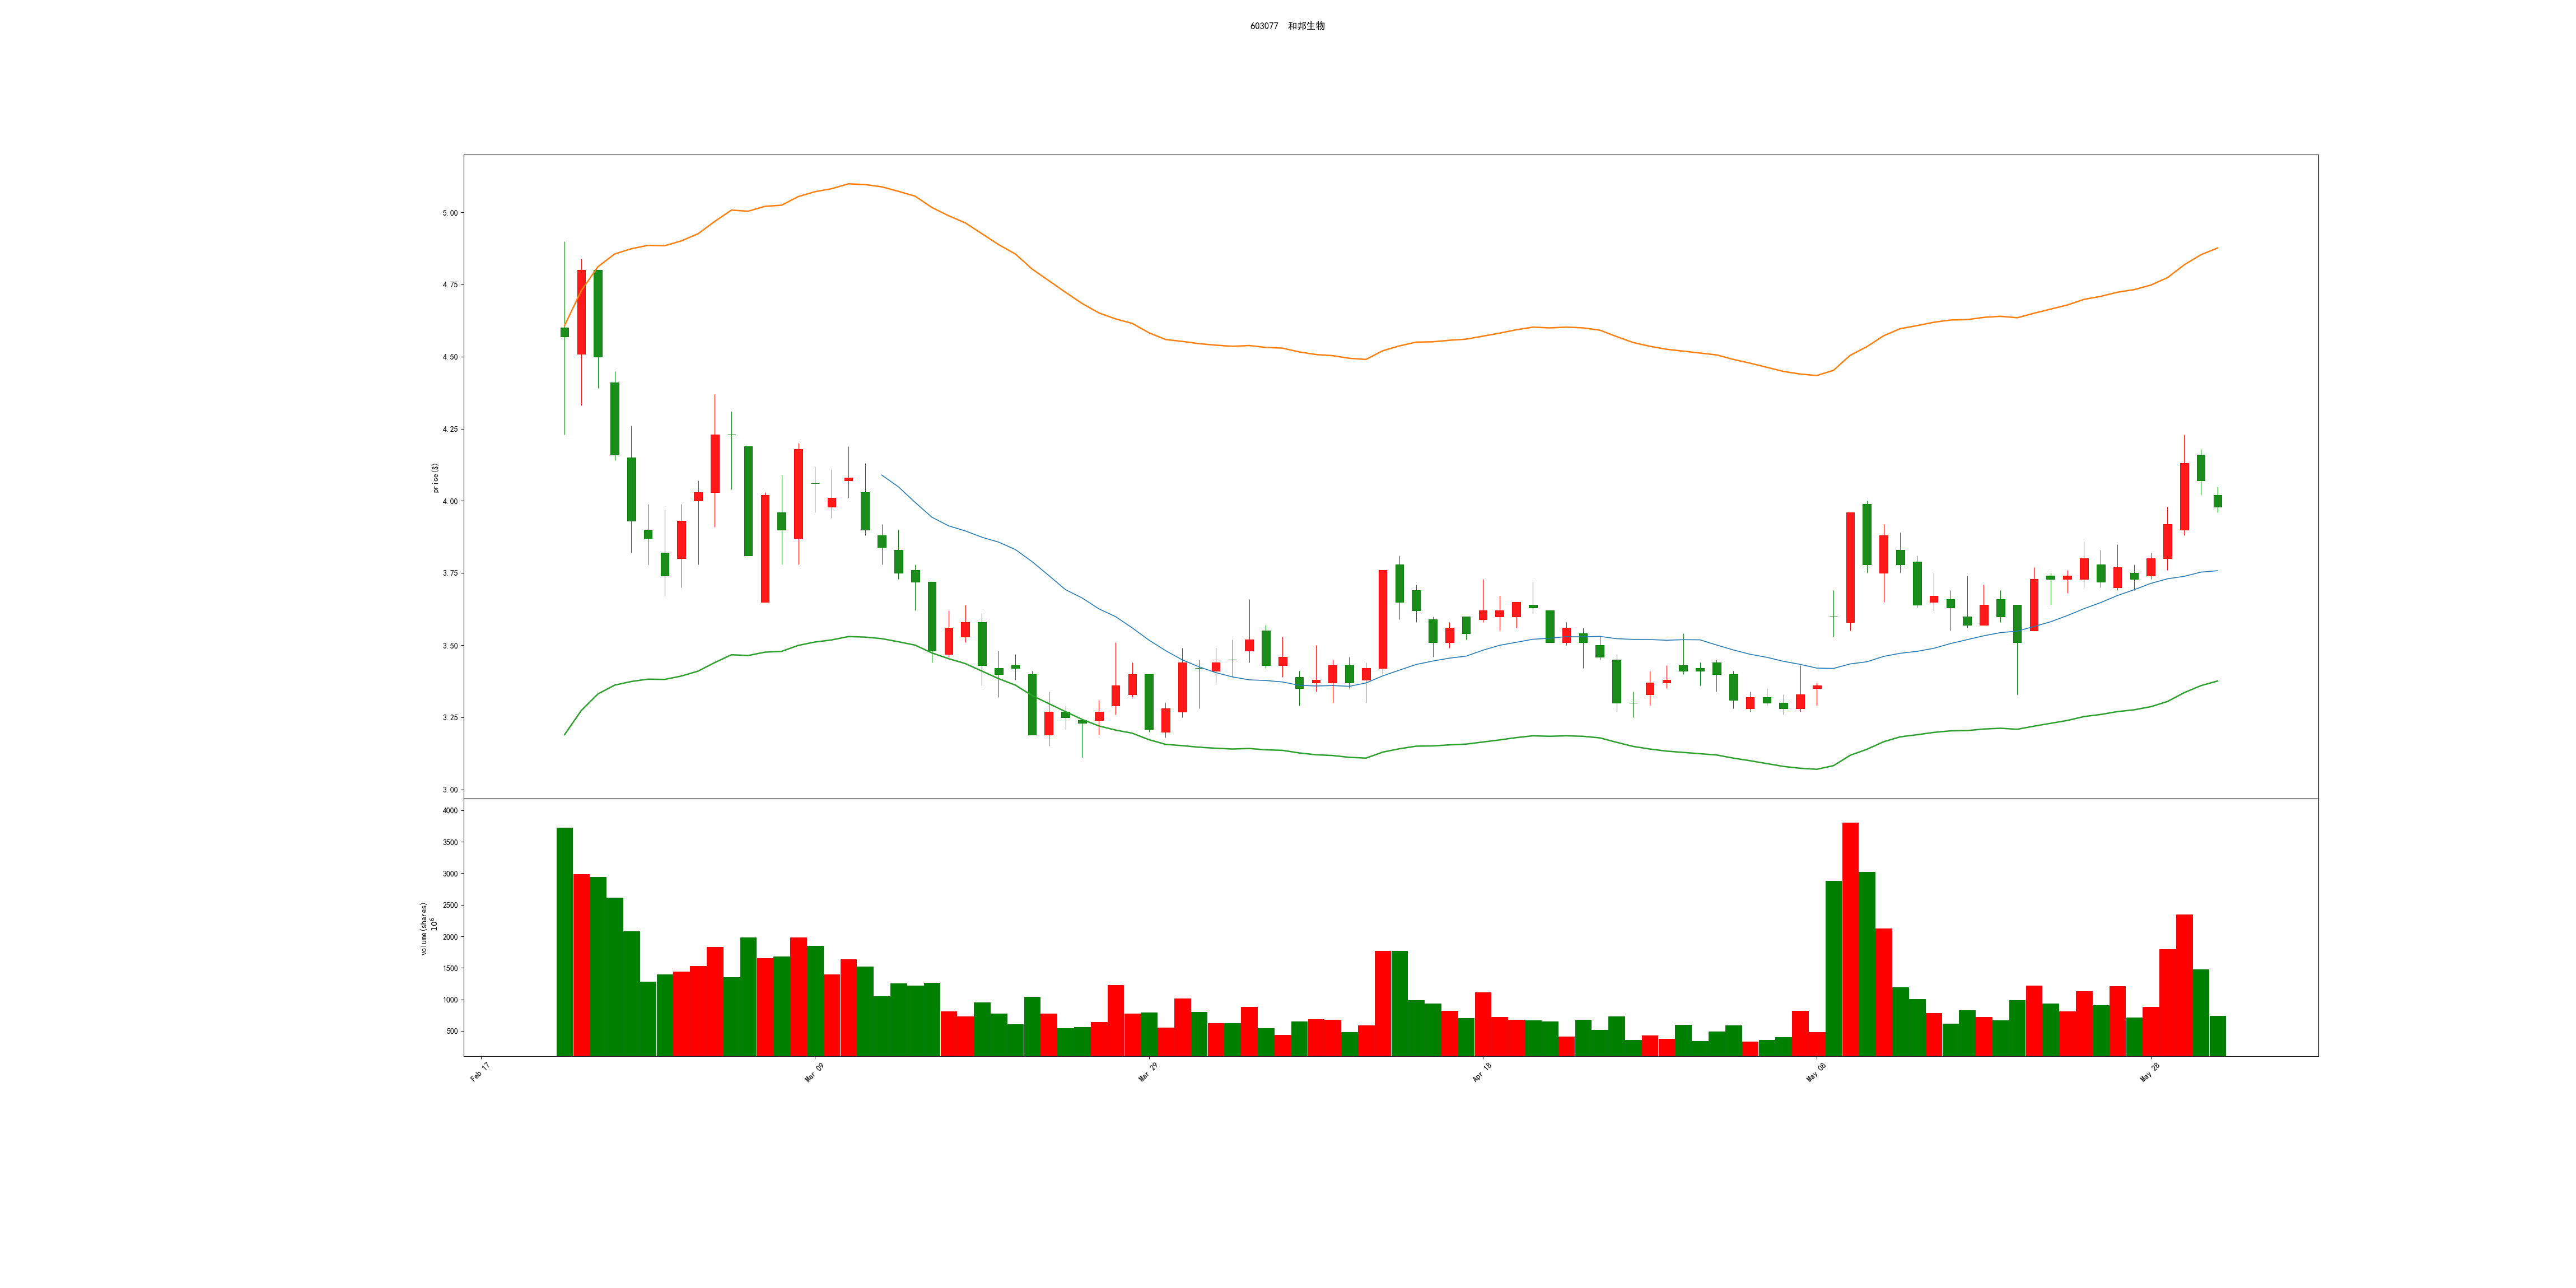 603077 和邦生物
5.00
4.75
4.50
4.25
4.00
3.75
3.50
3.25
3.00
price($)
4000
3500
3000
2500
2000
1500
1000
500
volume(shares)
10⁶
Feb 17
Mar 09
Mar 29
Apr 18
May 08
May 28